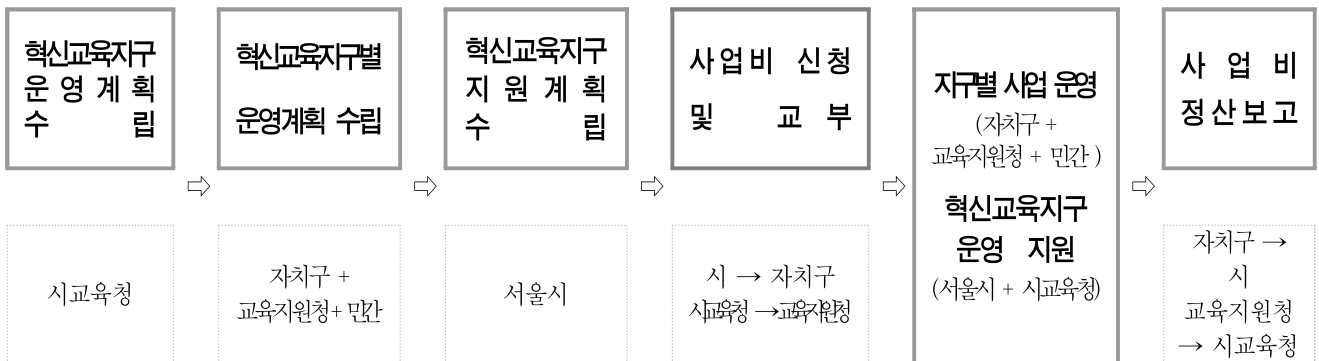 혁신교육지구
운 영 계 획
수 립
혁신교육지구별
운영계획 수립
혁신교육지구
지 원 계 획
수 립
사업비 신청
및 교 부
지구별 사업 운영
(자치구 +
교육지원청 + 민간 )
혁신교육지구
운영 지원
(서울시 + 시교육청)
사 업 비
정산보고
⇨
⇨
⇨
⇨
⇨
시교육청
자치구 +
교육지원청+ 민간
서울시
시 → 자치구
시교육청 →교육지원청
자치구 →
시
교육지원청
→ 시교육청